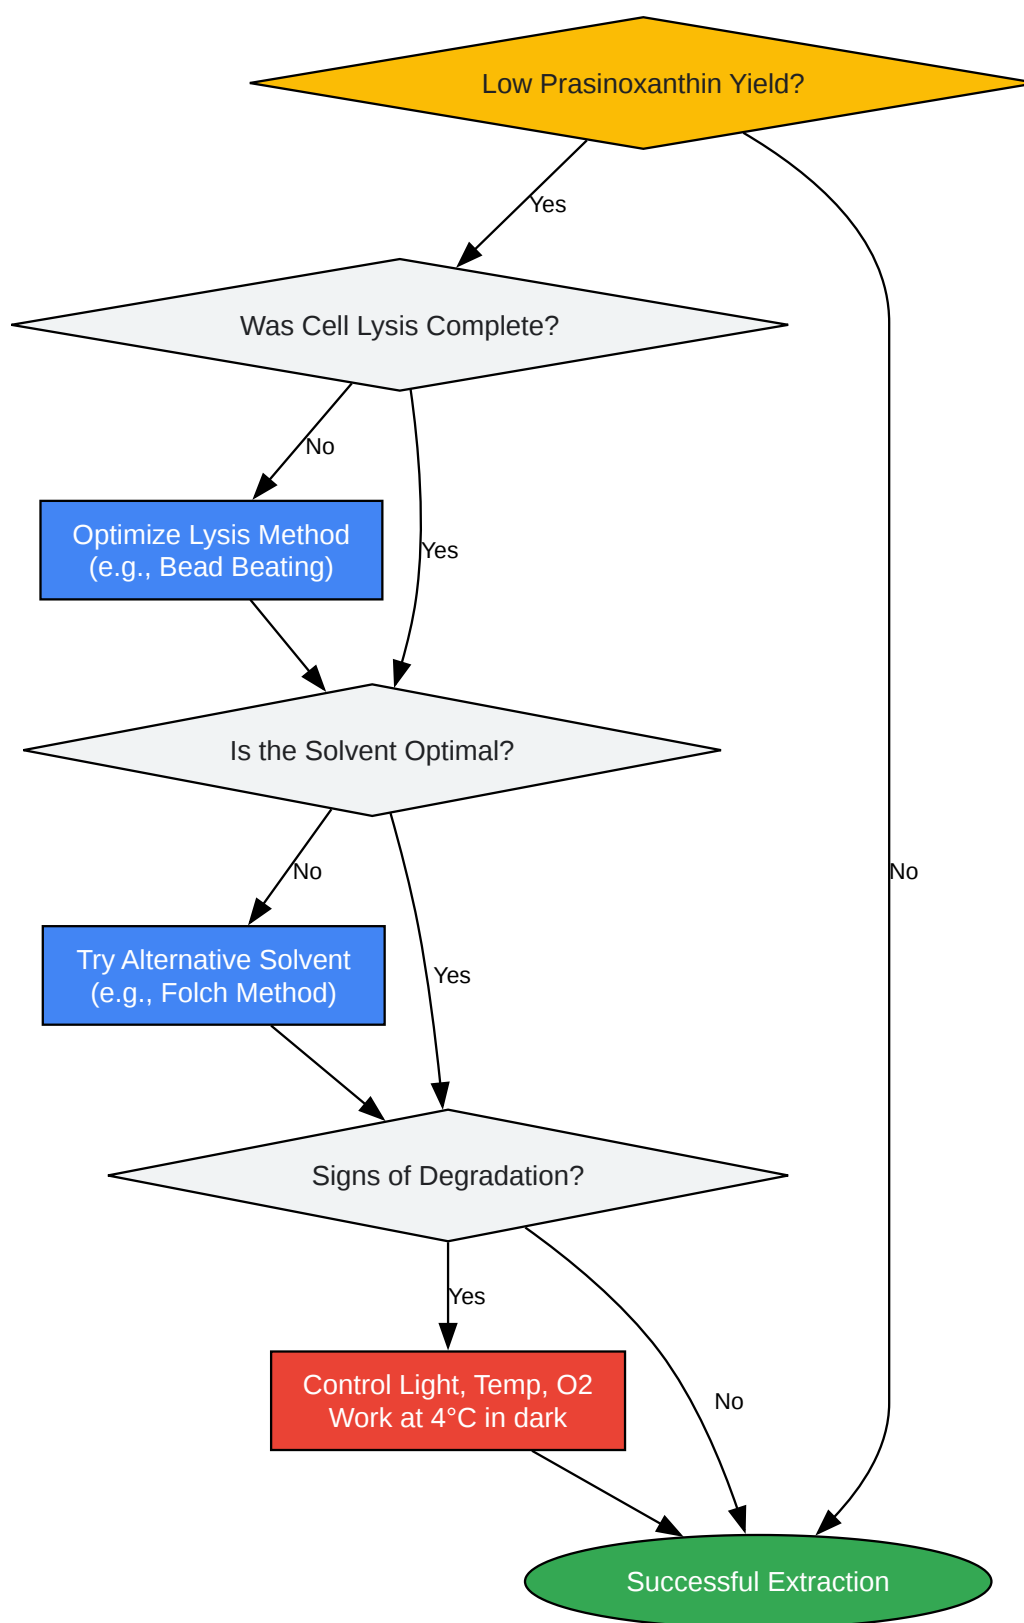 Low Prasinoxanthin Yield?
Yes
Was Cell Lysis Complete?
No
Optimize Lysis Method
(e.g., Bead Beating)
Yes
Is the Solvent Optimal?
No
No
Try Alternative Solvent
(e.g., Folch Method)
Yes
Signs of Degradation?
Yes
Control Light, Temp, O2
Work at 4°C in dark
No
Successful Extraction